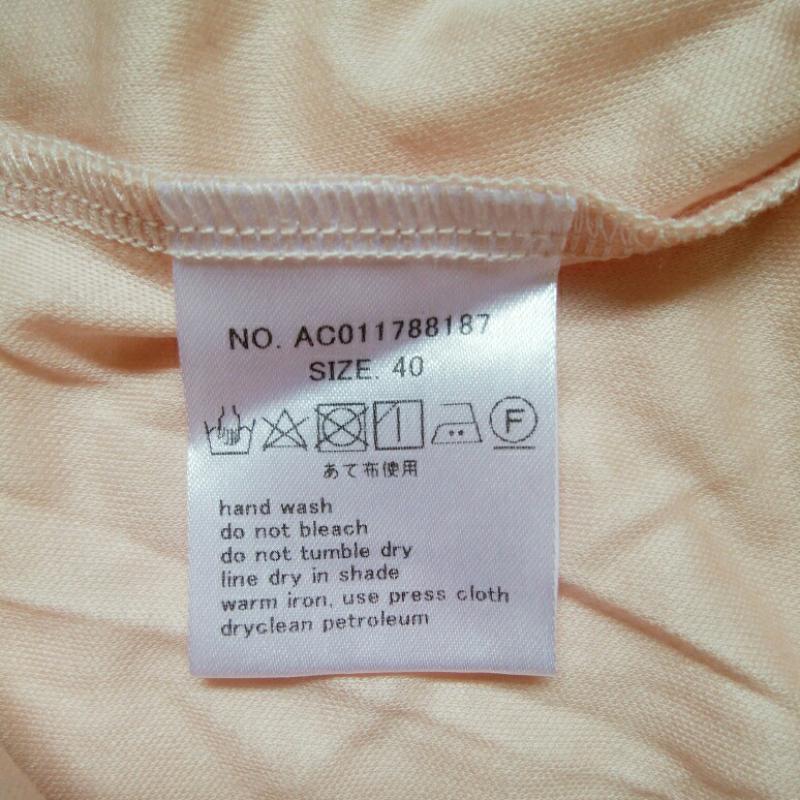 NO. AC011788187
SIZE. 40
F
あて布使用
hand wash
do not bleach
do not tumble dry
line dry in shade
warm iron, use press cloth
dryclean petroleum